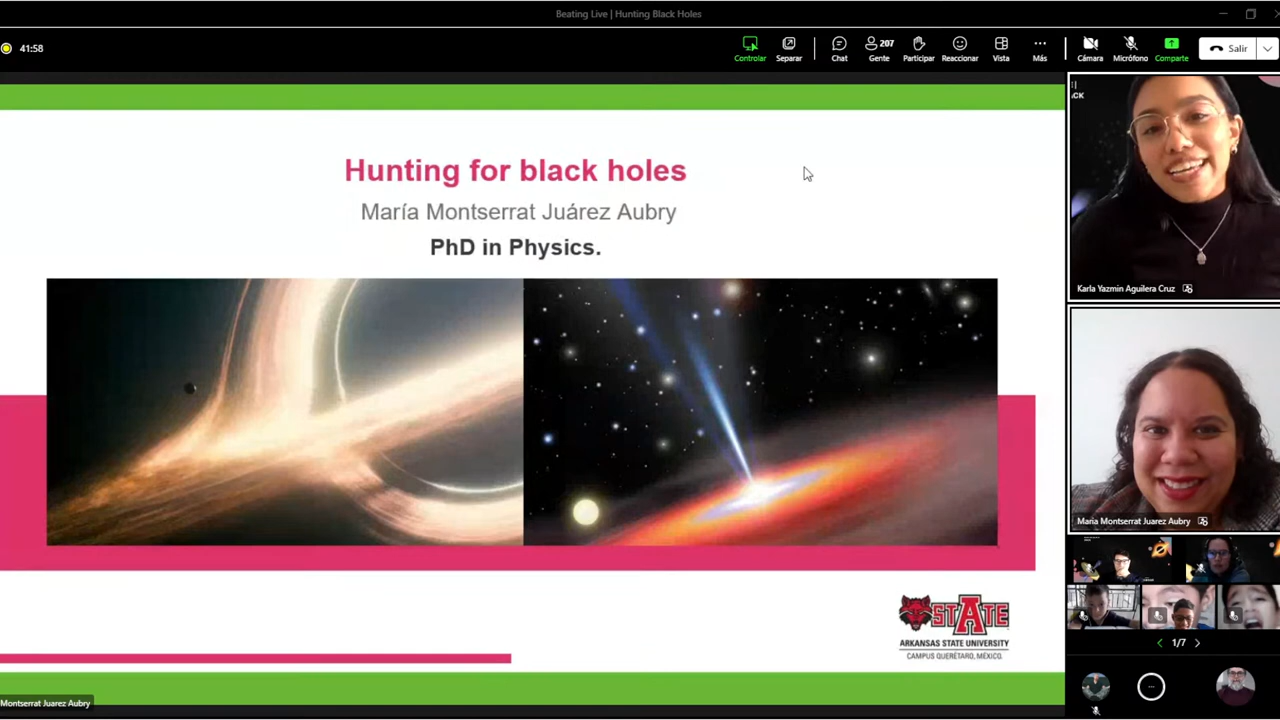 Beating Live | Hunting Black Holes
41:58
Controlar
Separar
Chat
207
Gente
Participar
Reaccionar
Vista
Más
Cámara
Micrófono
Comparte
Salir
Hunting for black holes
María Montserrat Juárez Aubry
PhD in Physics.
STATE
ARKANSAS STATE UNIVERSITY
CAMPUS QUERÉTARO, MÉXICO.
Montserrat Juarez Aubry
ACK
Karla Yazmin Aguilera Cruz
Maria Montserrat Juarez Aubry
1/7